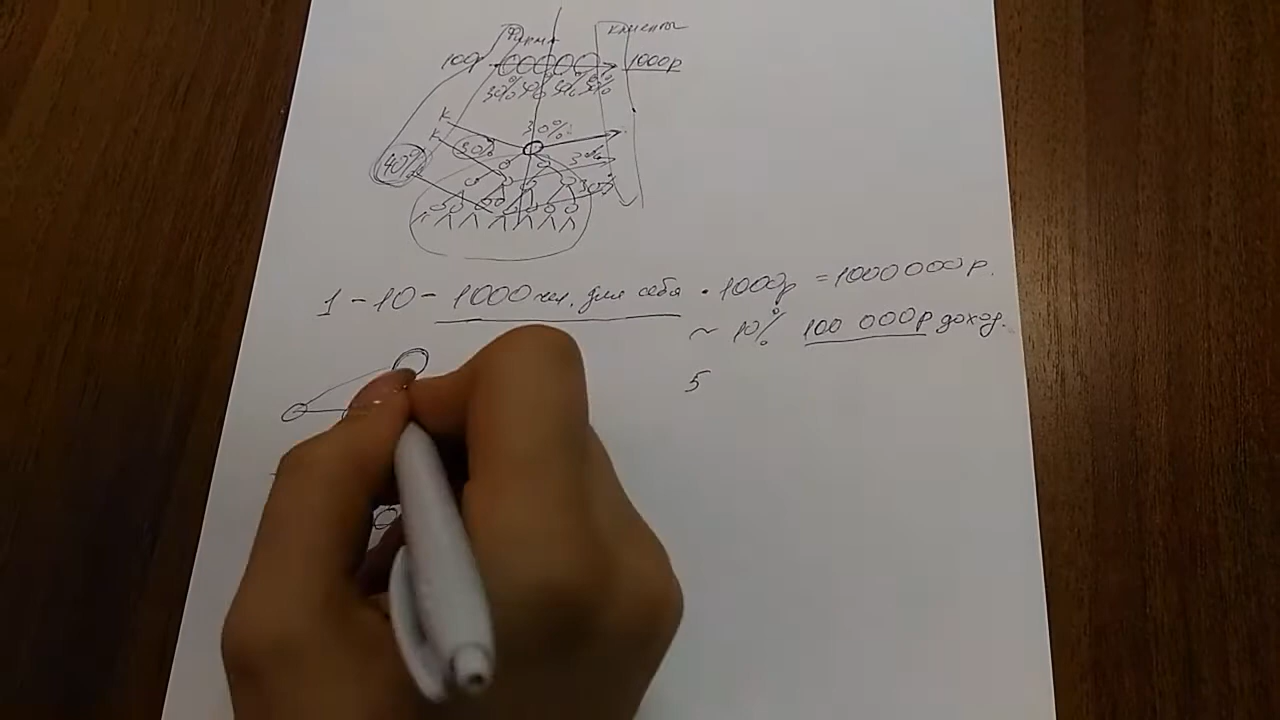 Фирма клиенты
100р 1000р
30% 30% 30% 30%
к 30%
к 30% 30%
40% 30%
1 - 10 - 1000 чел. для себя · 1000р = 1000 000 р.
~ 10% 100 000р доход.
5